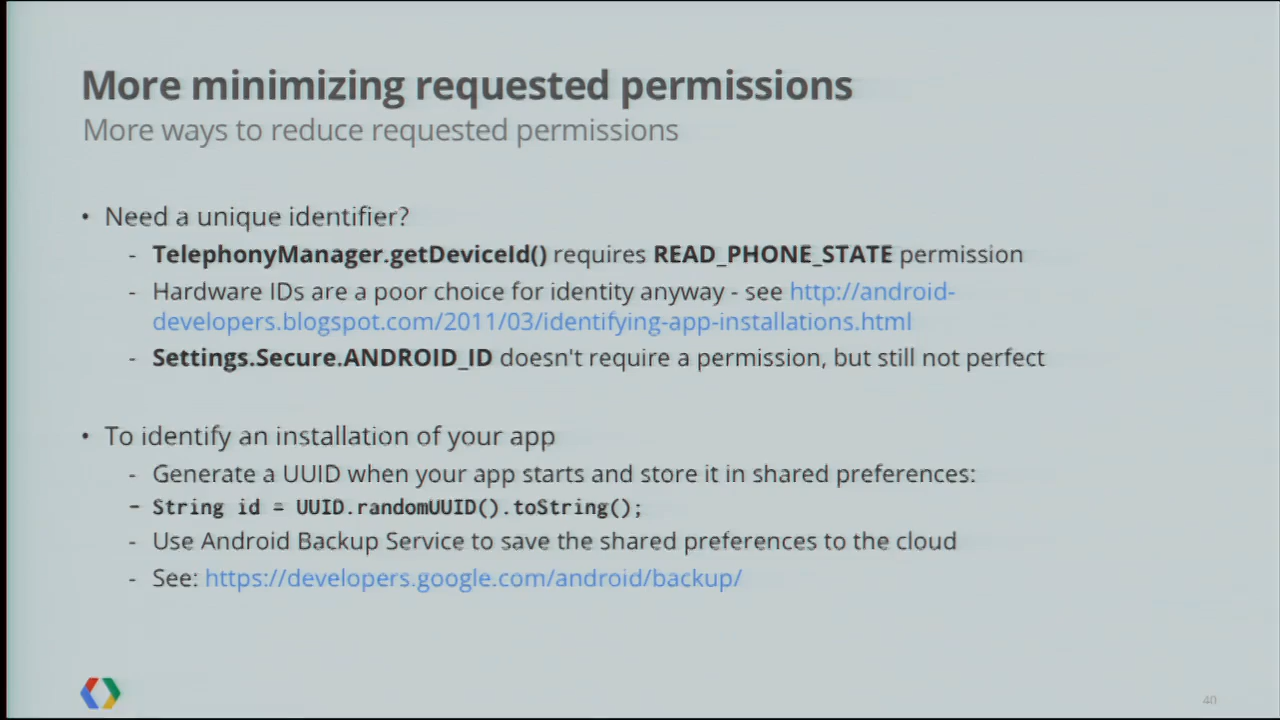 More minimizing requested permissions
More ways to reduce requested permissions
• Need a unique identifier?
- TelephonyManager.getDeviceId() requires READ_PHONE_STATE permission
- Hardware IDs are a poor choice for identity anyway - see http://android-
developers.blogspot.com/2011/03/identifying-app-installations.html
- Settings.Secure.ANDROID_ID doesn't require a permission, but still not perfect
• To identify an installation of your app
- Generate a UUID when your app starts and store it in shared preferences:
- String id = UUID.randomUUID().toString();
- Use Android Backup Service to save the shared preferences to the cloud
- See: https://developers.google.com/android/backup/
40